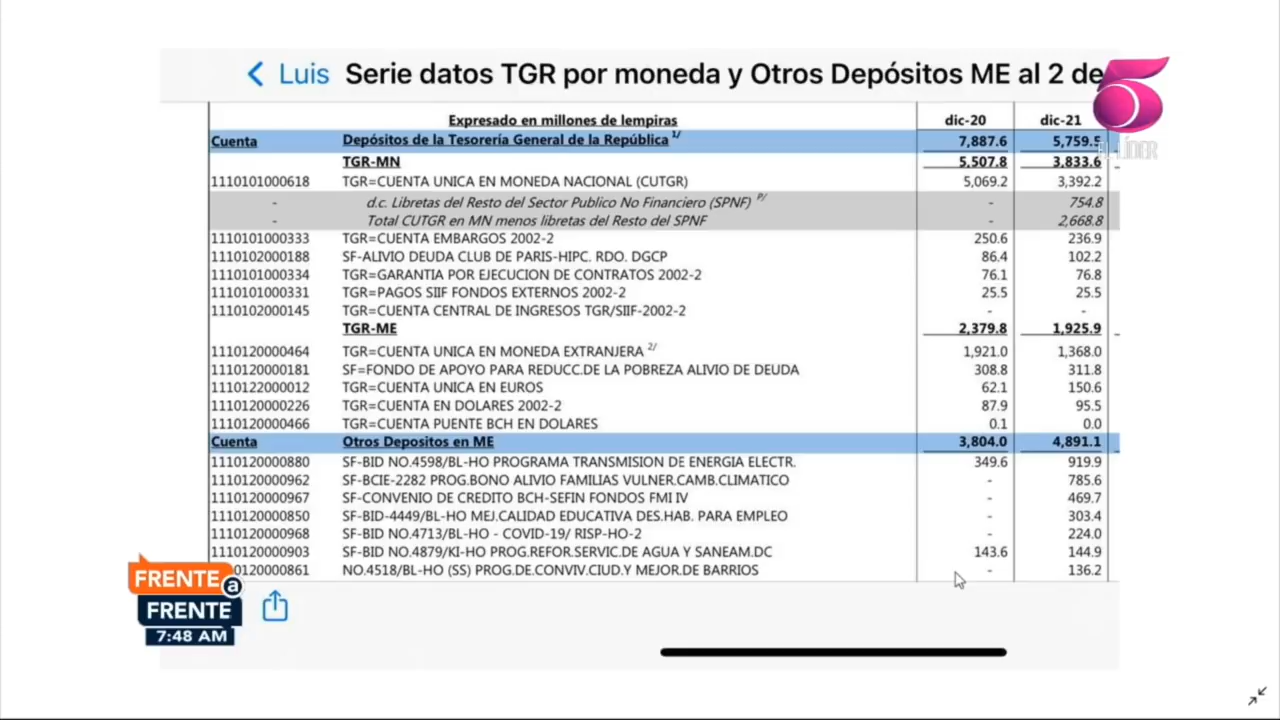 Luis Serie datos TGR por moneda y Otros Depósitos ME al 2 de
5
EL LÍDER
Expresado en millones de lempiras dic-20 dic-21
Cuenta Depósitos de la Tesorería General de la República 1/ 7,887.6 5,759.5
TGR-MN 5,507.8 3,833.6
1110101000618 TGR=CUENTA UNICA EN MONEDA NACIONAL (CUTGR) 5,069.2 3,392.2
- d.c. Libretas del Resto del Sector Publico No Financiero (SPNF) P/ - 754.8
- Total CUTGR en MN menos libretas del Resto del SPNF - 2,668.8
1110101000333 TGR=CUENTA EMBARGOS 2002-2 250.6 236.9
1110102000188 SF-ALIVIO DEUDA CLUB DE PARIS-HIPC. RDO. DGCP 86.4 102.2
1110101000334 TGR=GARANTIA POR EJECUCION DE CONTRATOS 2002-2 76.1 76.8
1110101000331 TGR=PAGOS SIIF FONDOS EXTERNOS 2002-2 25.5 25.5
1110102000145 TGR=CUENTA CENTRAL DE INGRESOS TGR/SIIF-2002-2 - -
TGR-ME 2,379.8 1,925.9
1110120000464 TGR=CUENTA UNICA EN MONEDA EXTRANJERA 2/ 1,921.0 1,368.0
1110120000181 SF=FONDO DE APOYO PARA REDUCC.DE LA POBREZA ALIVIO DE DEUDA 308.8 311.8
1110122000012 TGR=CUENTA UNICA EN EUROS 62.1 150.6
1110120000226 TGR=CUENTA EN DOLARES 2002-2 87.9 95.5
1110120000466 TGR=CUENTA PUENTE BCH EN DOLARES 0.1 0.0
Cuenta Otros Depositos en ME 3,804.0 4,891.1
1110120000880 SF-BID NO.4598/BL-HO PROGRAMA TRANSMISION DE ENERGIA ELECTR. 349.6 919.9
1110120000962 SF-BCIE-2282 PROG.BONO ALIVIO FAMILIAS VULNER.CAMB.CLIMATICO - 785.6
1110120000967 SF-CONVENIO DE CREDITO BCH-SEFIN FONDOS FMI IV - 469.7
1110120000850 SF-BID-4449/BL-HO MEJ.CALIDAD EDUCATIVA DES.HAB. PARA EMPLEO - 303.4
1110120000968 SF-BID NO.4713/BL-HO - COVID-19/ RISP-HO-2 - 224.0
1110120000903 SF-BID NO.4879/KI-HO PROG.REFOR.SERVIC.DE AGUA Y SANEAM.DC 143.6 144.9
0120000861 NO.4518/BL-HO (SS) PROG.DE.CONVIV.CIUD.Y MEJOR.DE BARRIOS - 136.2
FRENTE a
FRENTE
7:48 AM